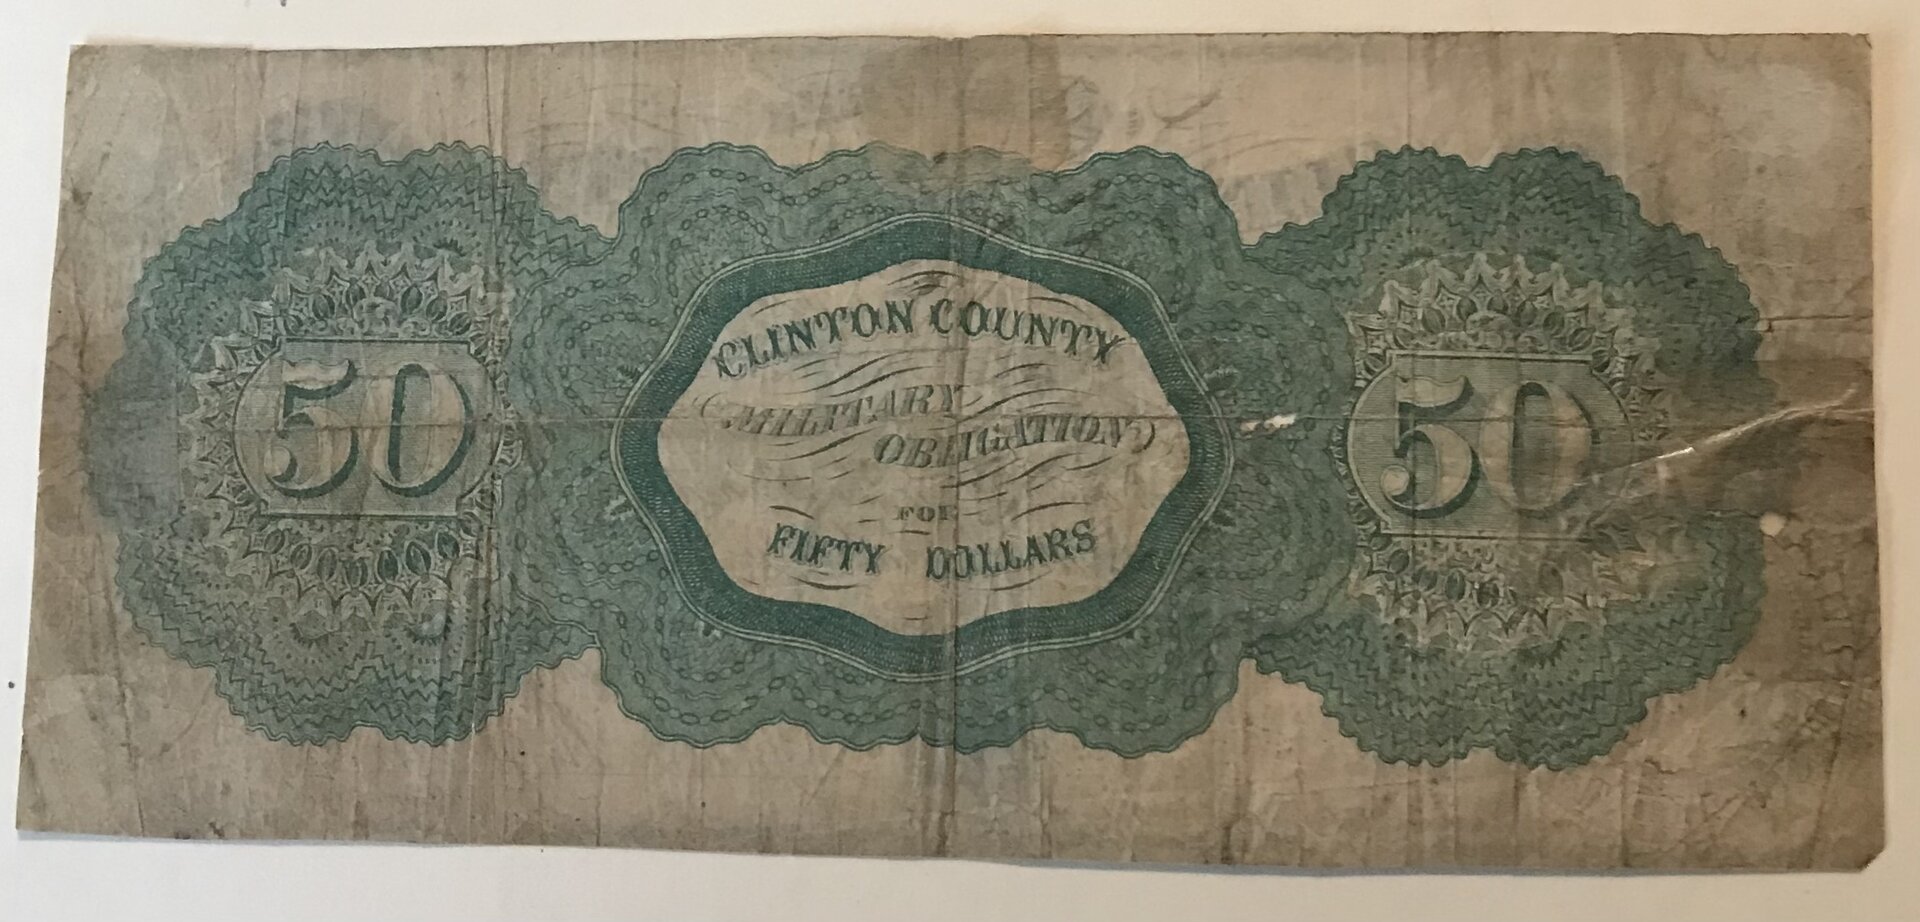 50
CLINTON COUNTY
MILITARY
OBLIGATION
FOR
FIFTY DOLLARS
50